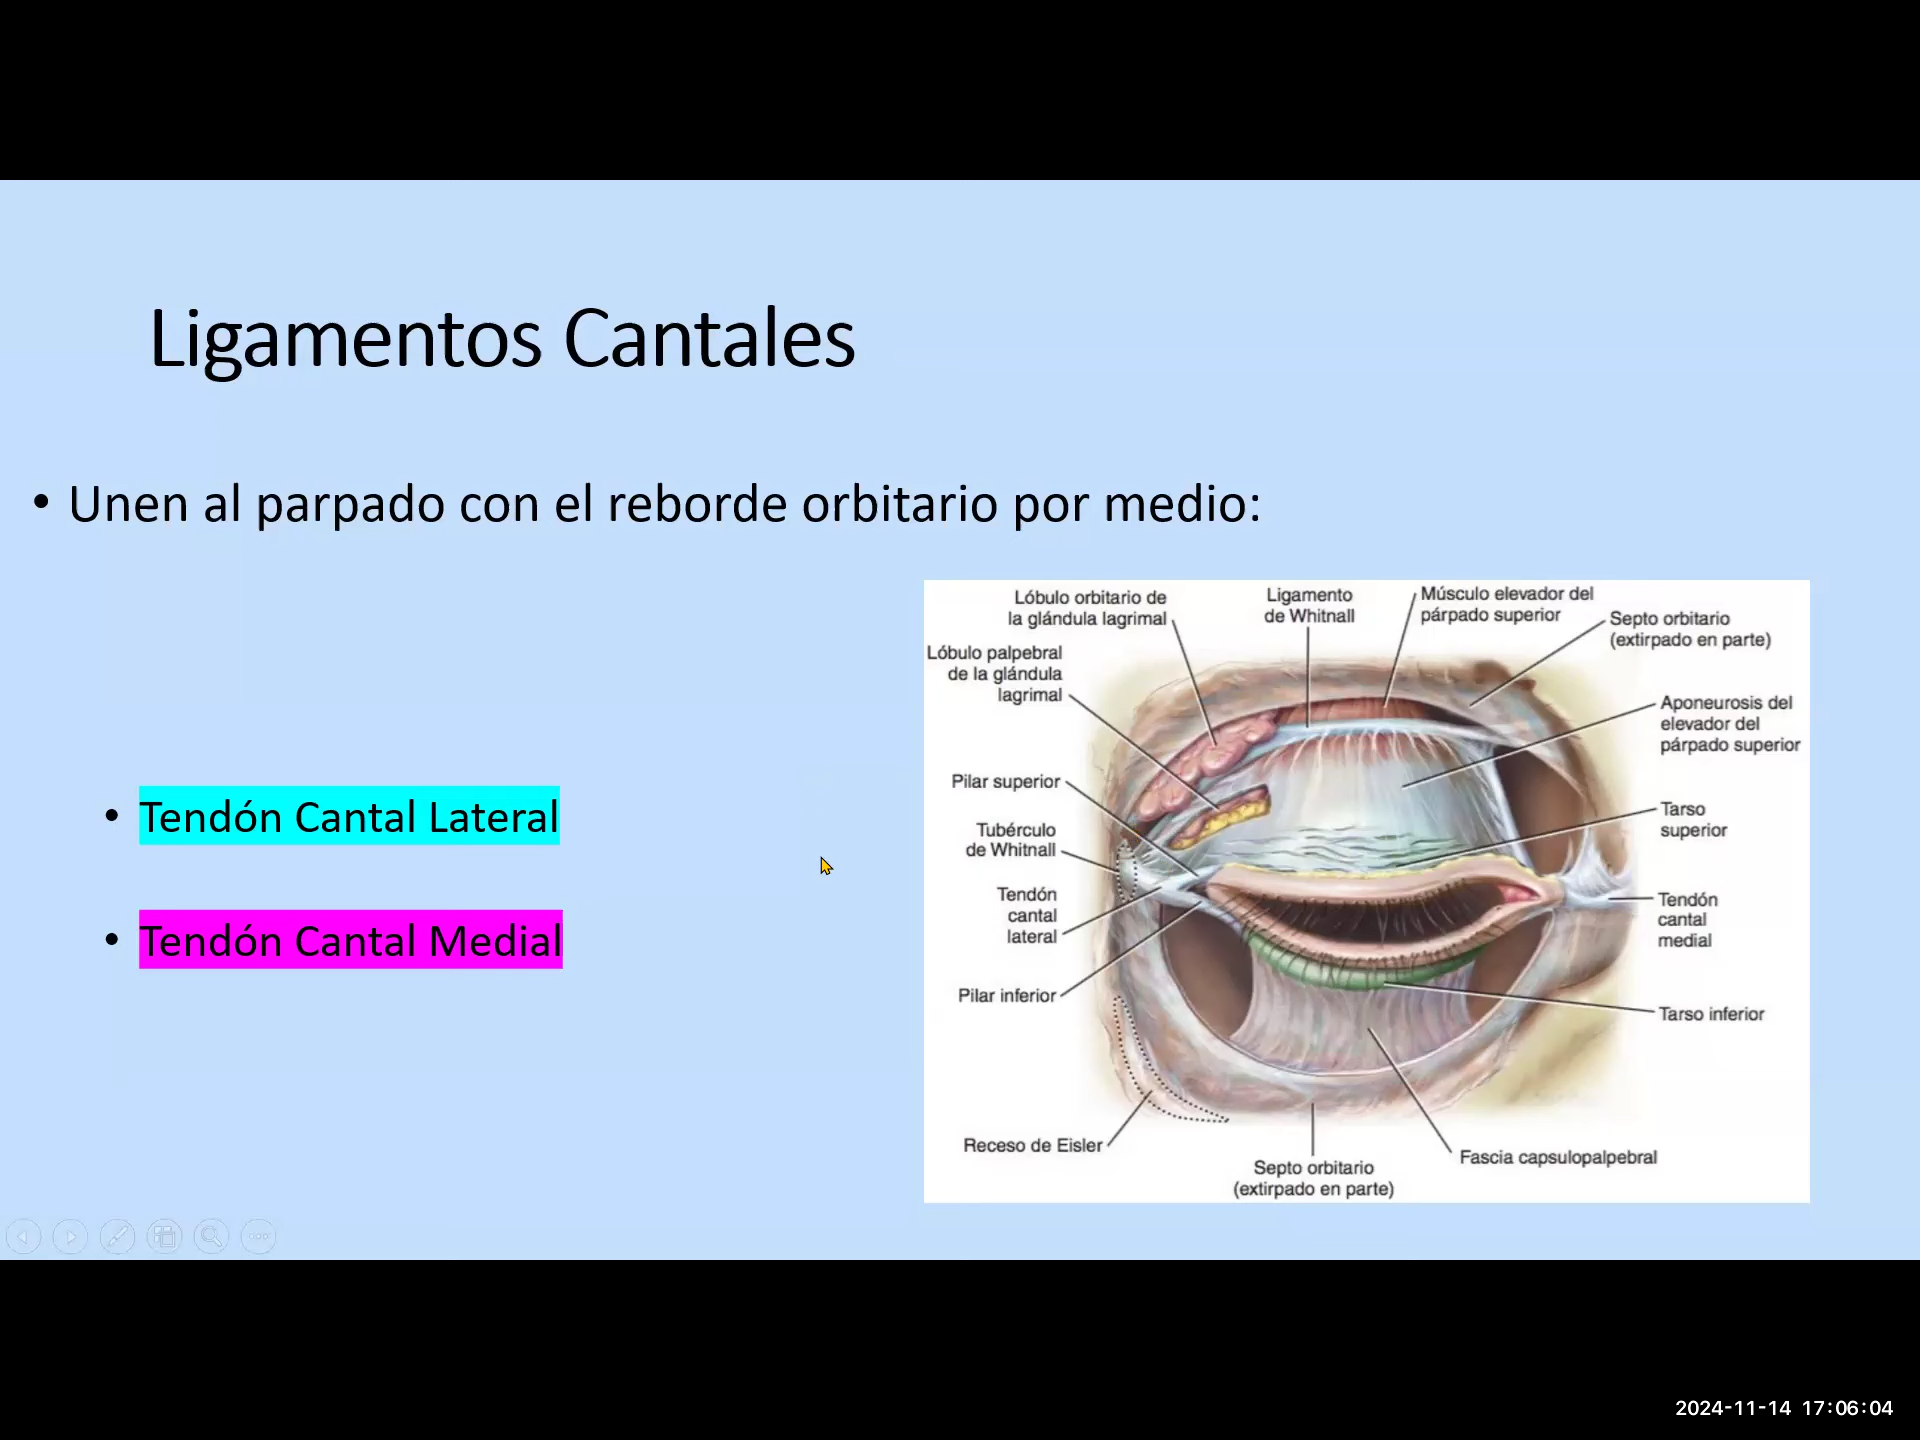 Ligamentos Cantales
• Unen al parpado con el reborde orbitario por medio:
• Tendón Cantal Lateral
• Tendón Cantal Medial
Lóbulo orbitario de
la glándula lagrimal
Ligamento
de Whitnall
Músculo elevador del
párpado superior
Septo orbitario
(extirpado en parte)
Lóbulo palpebral
de la glándula
lagrimal
Aponeurosis del
elevador del
párpado superior
Pilar superior
Tarso
superior
Tubérculo
de Whitnall
Tendón
cantal
lateral
Tendón
cantal
medial
Pilar inferior
Tarso inferior
Receso de Eisler
Septo orbitario
(extirpado en parte)
Fascia capsulopalpebral
2024-11-14 17:06:04